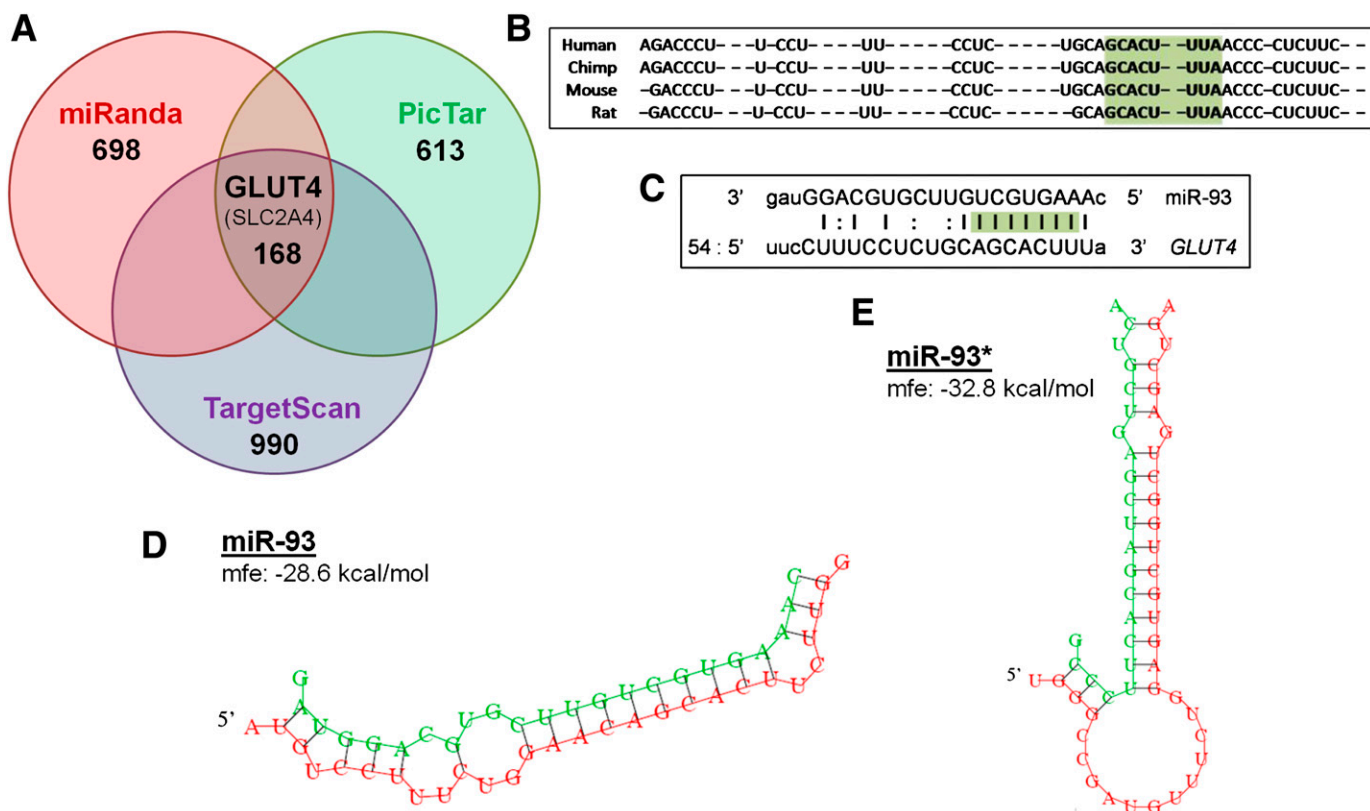 A
miRanda
698
PicTar
613
GLUT4
(SLC2A4)
168
TargetScan
990
B
Human AGACCCU---U-CCU-----UU------CCUC------UGCAGCACU--UUAACCC-CUCUUC--
Chimp AGACCCU---U-CCU-----UU------CCUC------UGCAGCACU--UUAACCC-CUCUUC--
Mouse -GACCCU---U-CCU-----UU------CCUC------UGCAGCACU--UUAACCC-CUCUUC--
Rat -GACCCU---U-CCU-----UU------CCUC-------GCAGCACU--UUAACCC-CUCUUC--
C
3' gauGGACGUGCUUGUCGUGAAAc 5' miR-93
54 : 5' uucCUUUCCUCUGCAGCACUUUa 3' GLUT4
D
miR-93
mfe: -28.6 kcal/mol
5'
E
miR-93*
mfe: -32.8 kcal/mol
5'